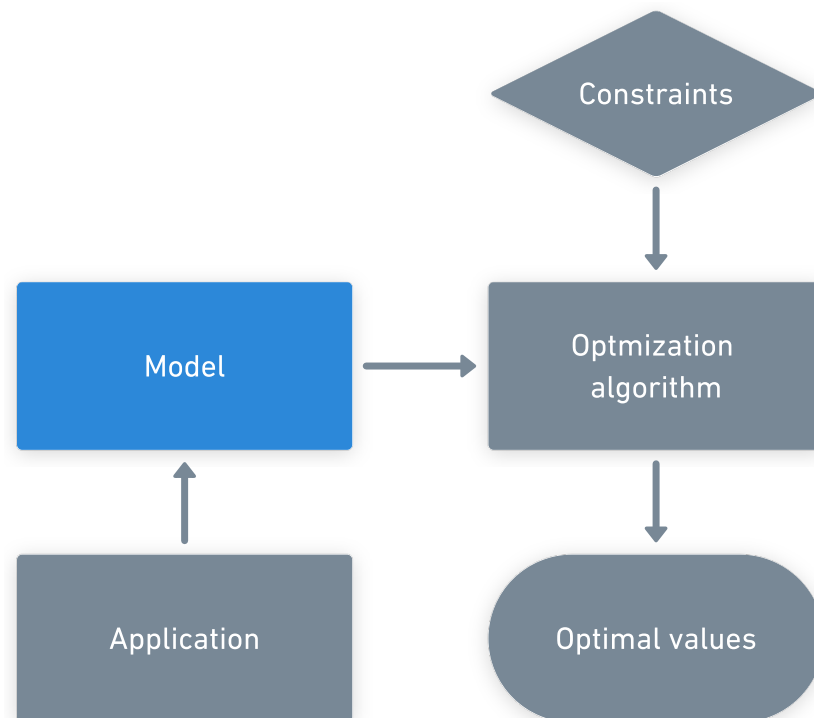 Constraints
Model
Optmization
algorithm
Application
Optimal values